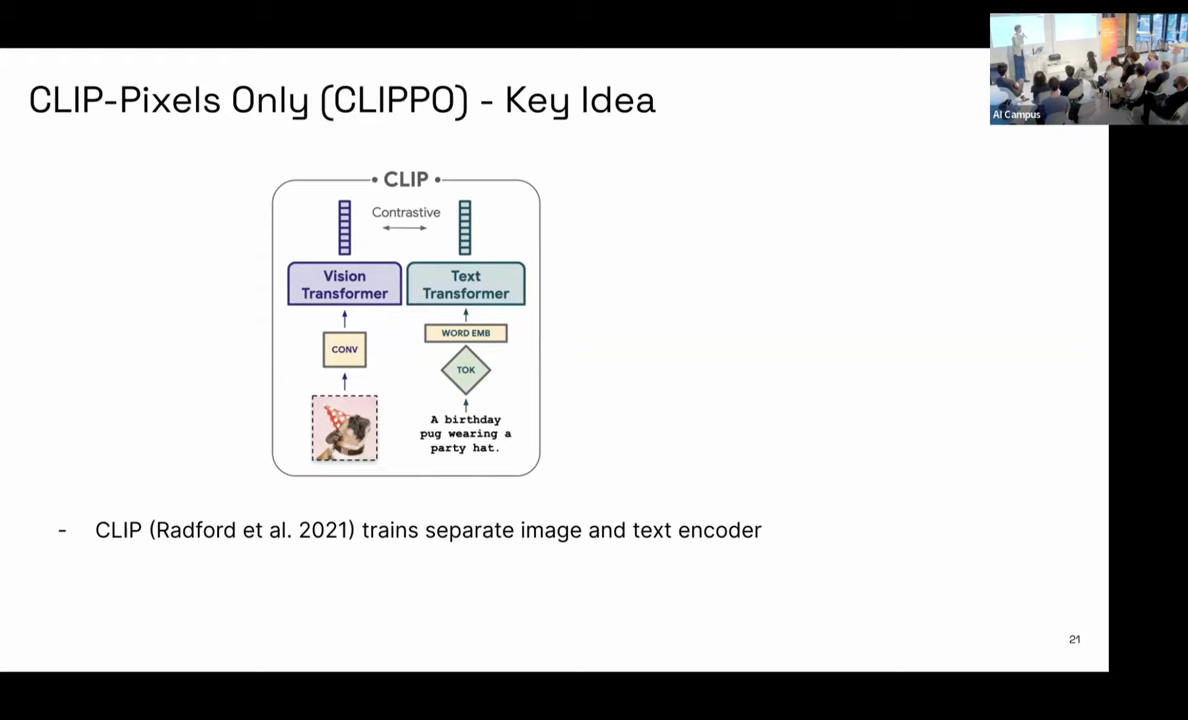 CLIP-Pixels Only (CLIPPO) - Key Idea
AI Campus
• CLIP •
Contrastive
Vision
Transformer
Text
Transformer
CONV
WORD EMB
TOK
A birthday
pug wearing a
party hat.
- CLIP (Radford et al. 2021) trains separate image and text encoder
21